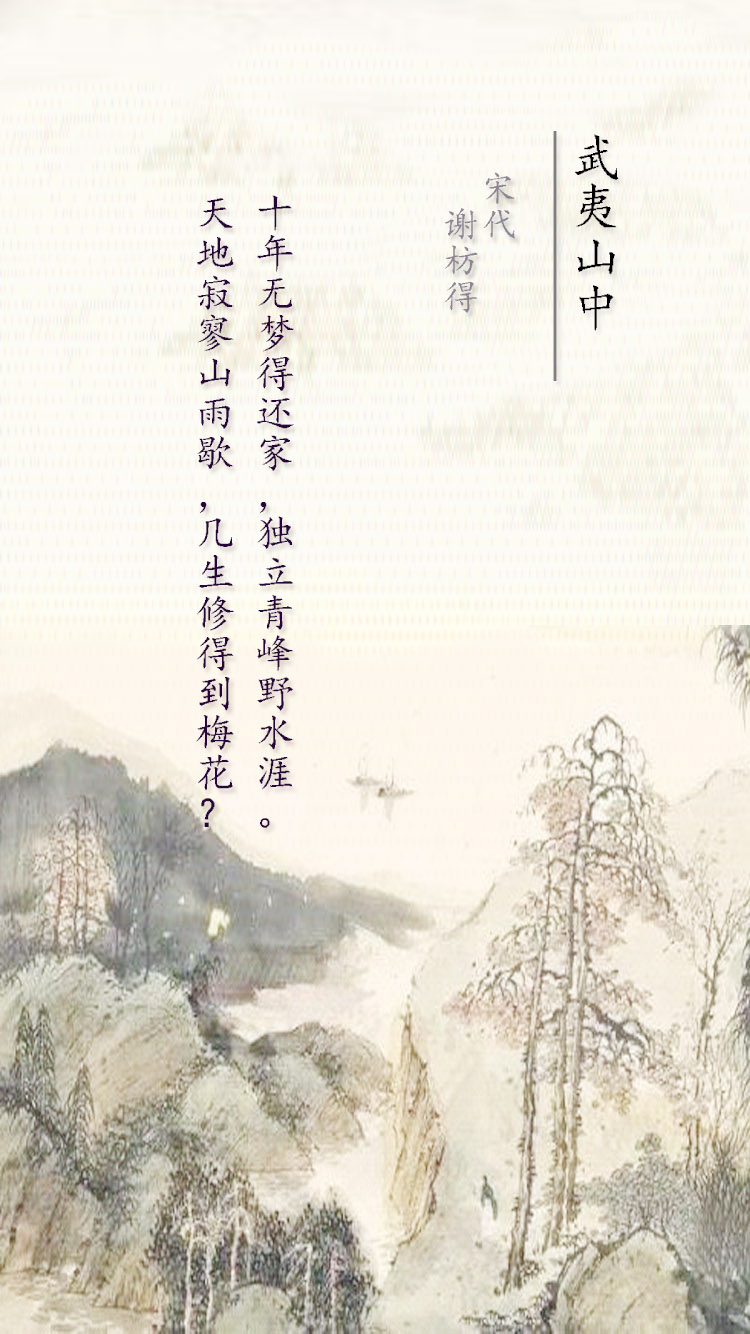 武夷山中
宋代
谢枋得
十年无梦得还家，独立青峰野水涯。
天地寂寥山雨歇，几生修得到梅花？